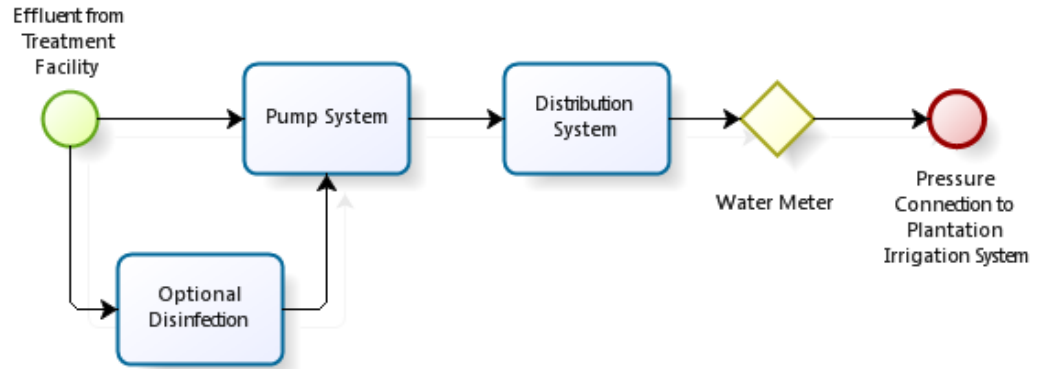 Effluent from
Treatment
Facility
Pump System
Distribution
System
Water Meter
Pressure
Connection to
Plantation
Irrigation System
Optional
Disinfection